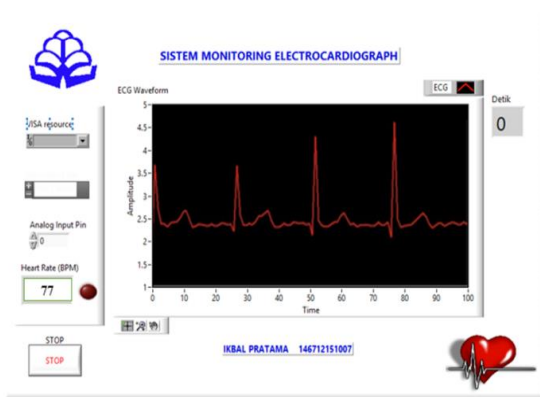 SISTEM MONITORING ELECTROCARDIOGRAPH
ECG Waveform
ECG
Detik
0
VISA resource
Analog Input Pin
0
Heart Rate (BPM)
77
STOP
STOP
Amplitude
5
4.5
4
3.5
3
2.5
2
1.5
1
0 10 20 30 40 50 60 70 80 90 100
Time
IKBAL PRATAMA 146712151007